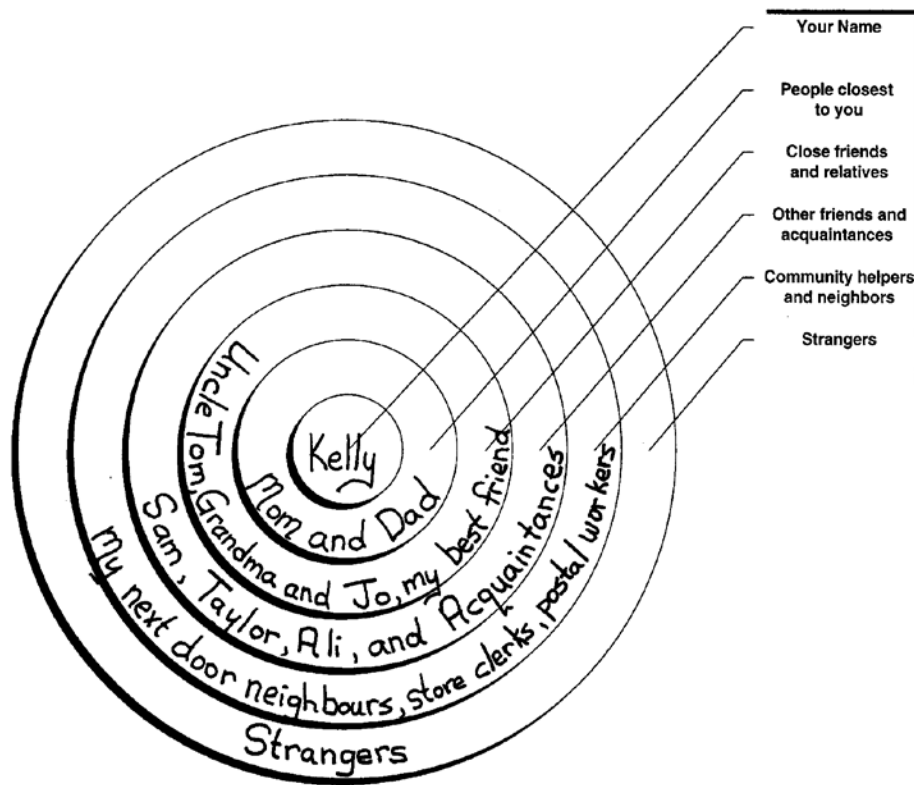 Your Name
People closest
to you
Close friends
and relatives
Other friends and
acquaintances
Community helpers
and neighbors
Strangers
Kelly
Mom and Dad
Uncle Tom, Grandma and Jo, my best friend
Sam, Taylor, Ali, and Acquaintances
My next door neighbours, store clerks, postal workers
Strangers